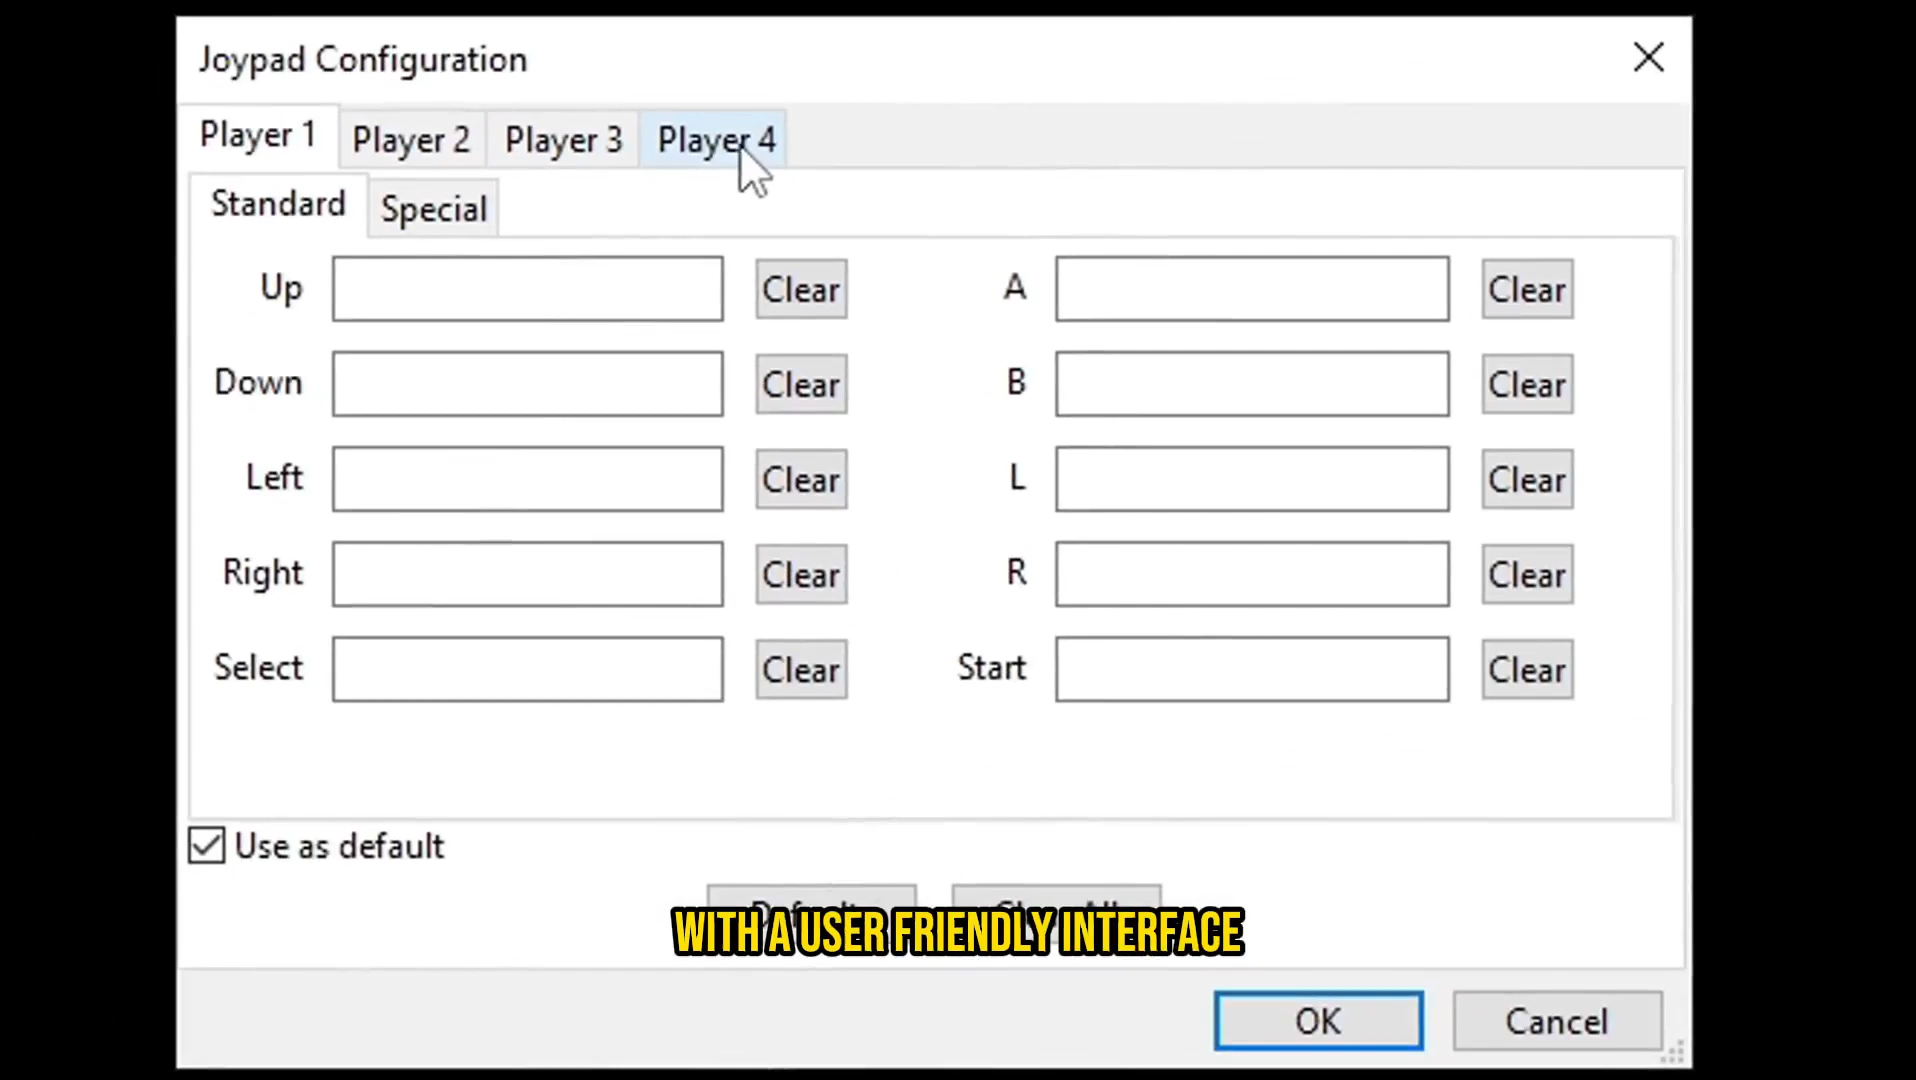 Joypad Configuration
Player 1 Player 2 Player 3 Player 4
Standard Special
Up Clear A Clear
Down Clear B Clear
Left Clear L Clear
Right Clear R Clear
Select Clear Start Clear
Use as default
WITH A USER FRIENDLY INTERFACE
OK Cancel